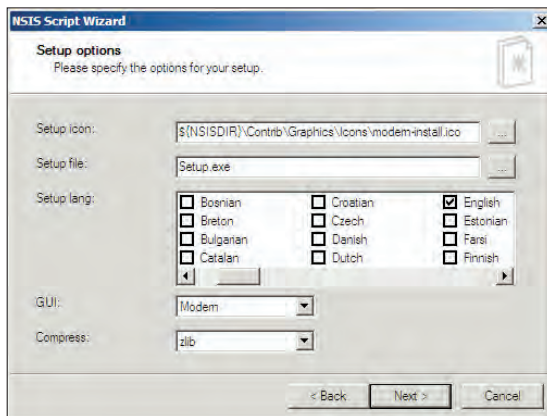 NSIS Script Wizard
Setup options
Please specify the options for your setup.
Setup icon:
${NSISDIR}\Contrib\Graphics\Icons\modern-install.ico
...
Setup file:
Setup.exe
...
Setup lang:
Bosnian Croatian English
Breton Czech Estonian
Bulgarian Danish Farsi
Catalan Dutch Finnish
GUI:
Modern
Compress:
zlib
< Back Next > Cancel